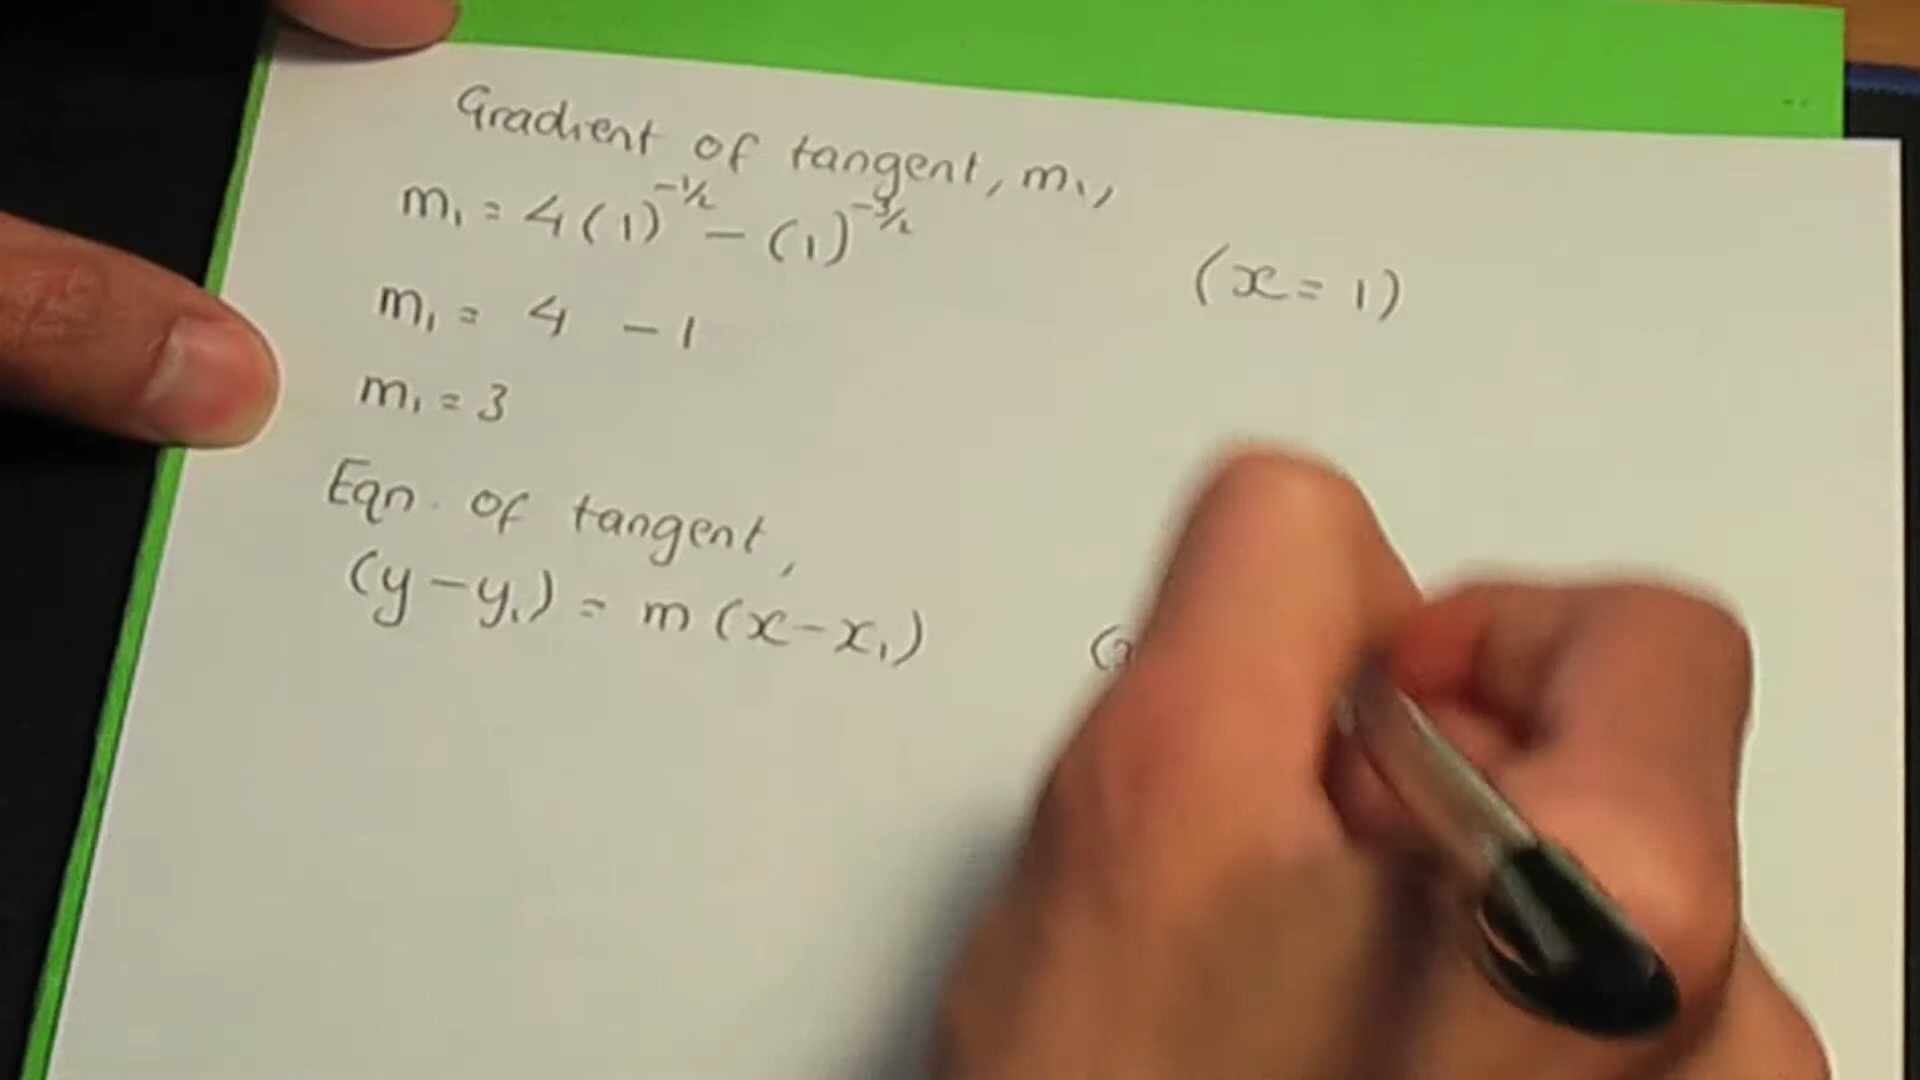 Gradient of tangent, m₁,
m₁ = 4(1)^{-1/2} - (1)^{-3/2}
(x = 1)
m₁ = 4 - 1
m₁ = 3
Eqn. of tangent,
(y - y₁) = m (x - x₁)